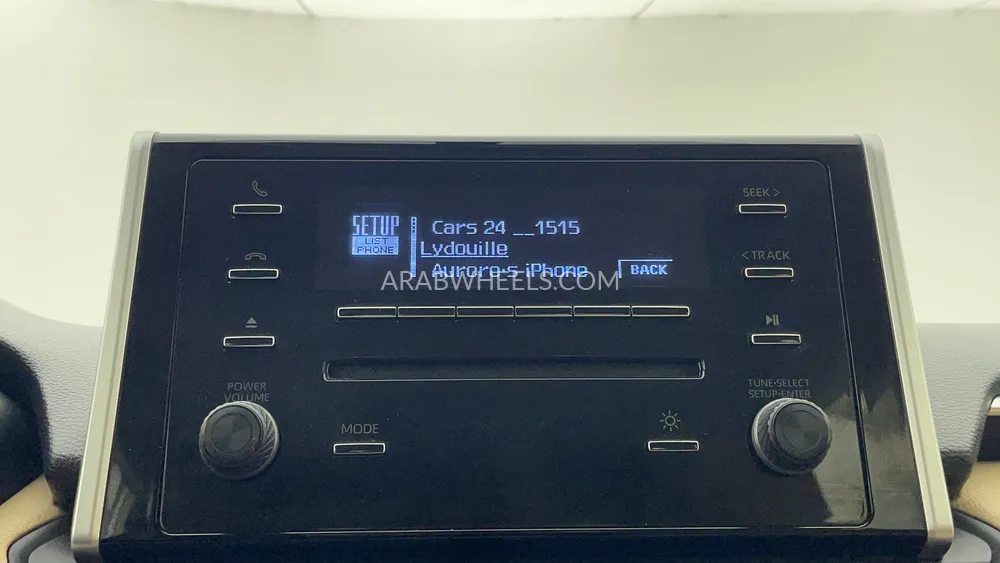 SEEK >
SETUP
LIST
PHONE
Cars 24 __1515
Lydouille
Aurore•s iPhone
BACK
< TRACK
ARABWHEELS.COM
POWER
VOLUME
TUNE•SELECT
SETUP•ENTER
MODE